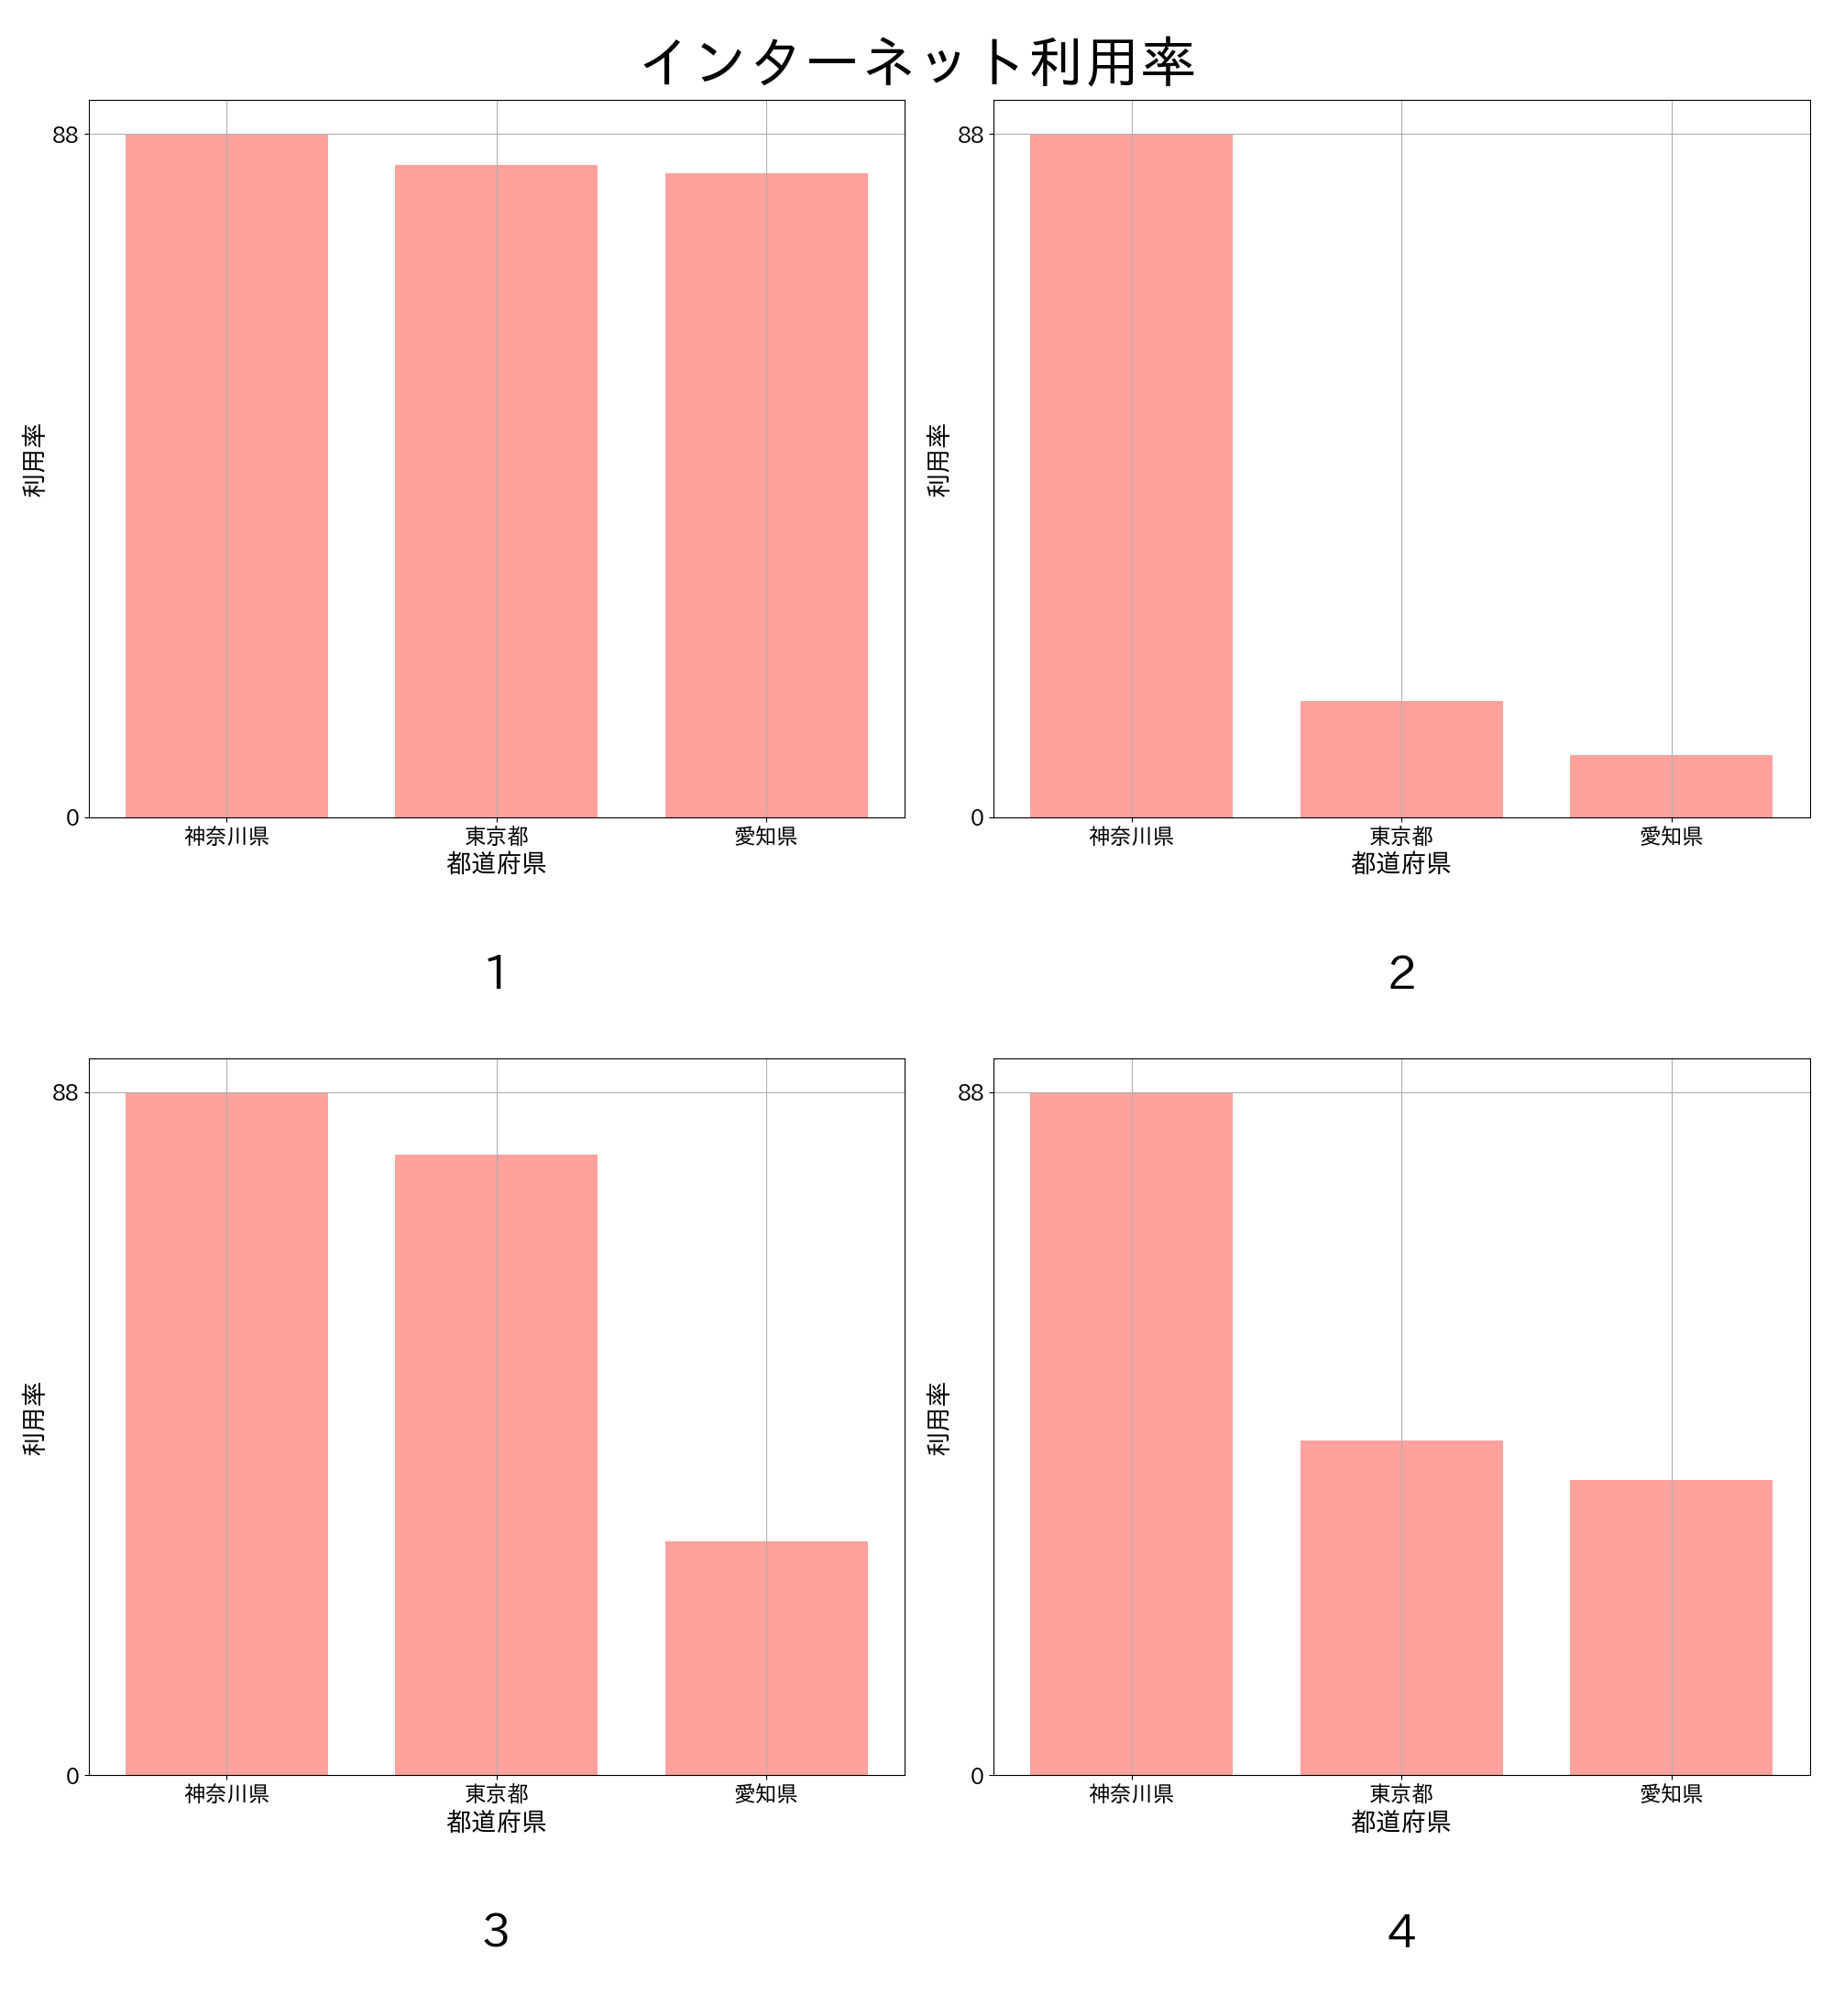 インターネット利用率
88
0
利用率
神奈川県 東京都 愛知県
都道府県
1
88
0
利用率
神奈川県 東京都 愛知県
都道府県
2
88
0
利用率
神奈川県 東京都 愛知県
都道府県
3
88
0
利用率
神奈川県 東京都 愛知県
都道府県
4